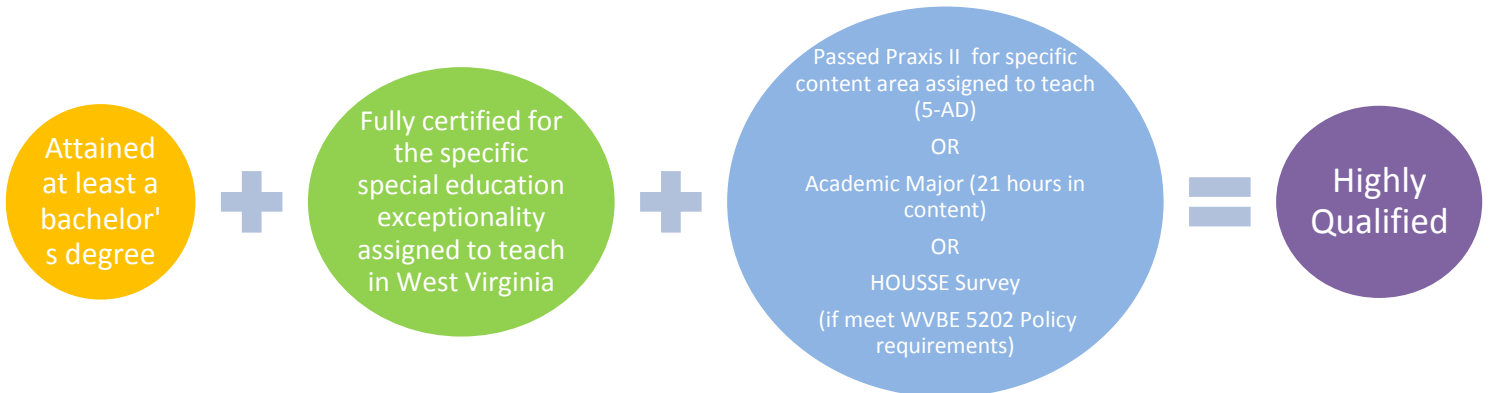 Attained
at least a
bachelor'
s degree
Fully certified for
the specific
special education
exceptionality
assigned to teach
in West Virginia
Passed Praxis II for specific
content area assigned to teach
(5-AD)
OR
Academic Major (21 hours in
content)
OR
HOUSSE Survey
(if meet WVBE 5202 Policy
requirements)
Highly
Qualified